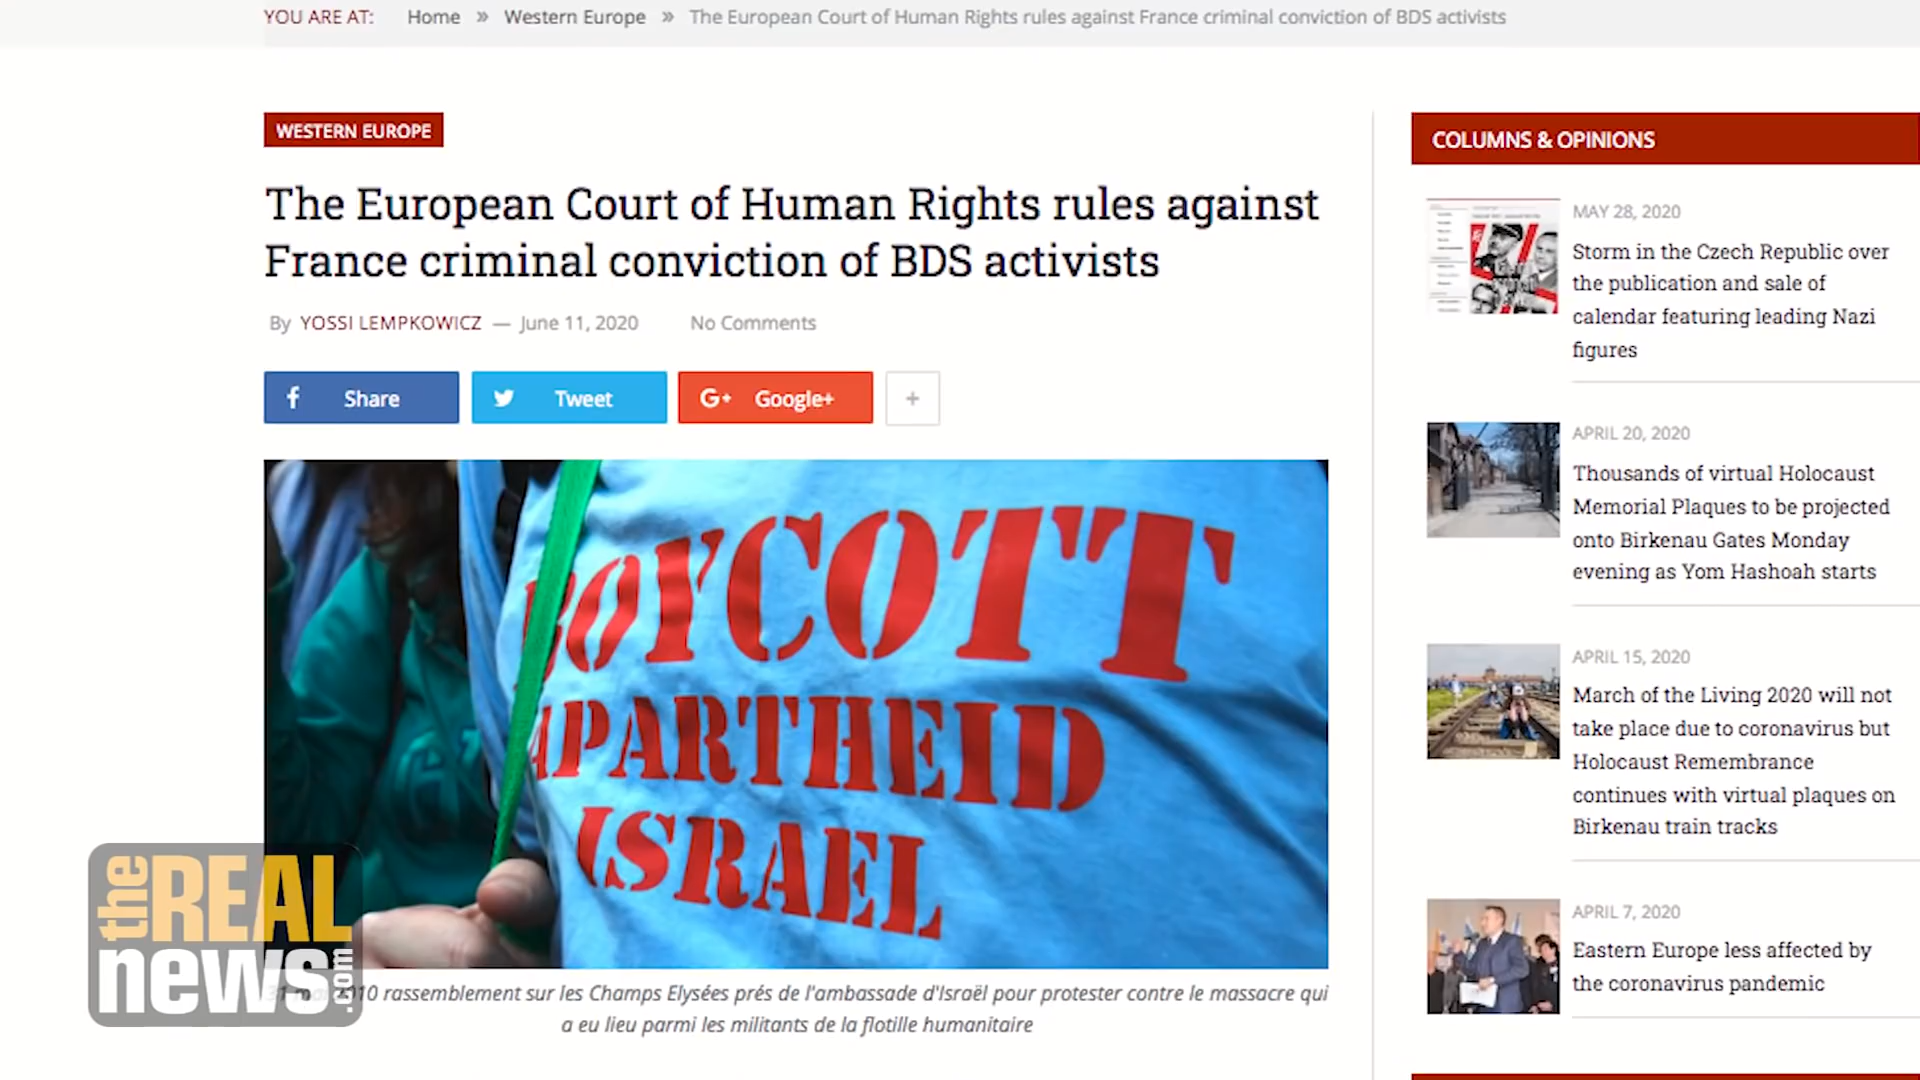 YOU ARE AT: Home » Western Europe » The European Court of Human Rights rules against France criminal conviction of BDS activists
WESTERN EUROPE
The European Court of Human Rights rules against
France criminal conviction of BDS activists
By YOSSI LEMPKOWICZ — June 11, 2020 No Comments
Share Tweet G+ Google+ +
BOYCOTT
APARTHEID
ISRAEL
10 rassemblement sur les Champs Elysées prés de l'ambassade d'Israël pour protester contre le massacre qui
a eu lieu parmi les militants de la flotille humanitaire
the REAL
news.com
COLUMNS & OPINIONS
MAY 28, 2020
Storm in the Czech Republic over
the publication and sale of
calendar featuring leading Nazi
figures
APRIL 20, 2020
Thousands of virtual Holocaust
Memorial Plaques to be projected
onto Birkenau Gates Monday
evening as Yom Hashoah starts
APRIL 15, 2020
March of the Living 2020 will not
take place due to coronavirus but
Holocaust Remembrance
continues with virtual plaques on
Birkenau train tracks
APRIL 7, 2020
Eastern Europe less affected by
the coronavirus pandemic